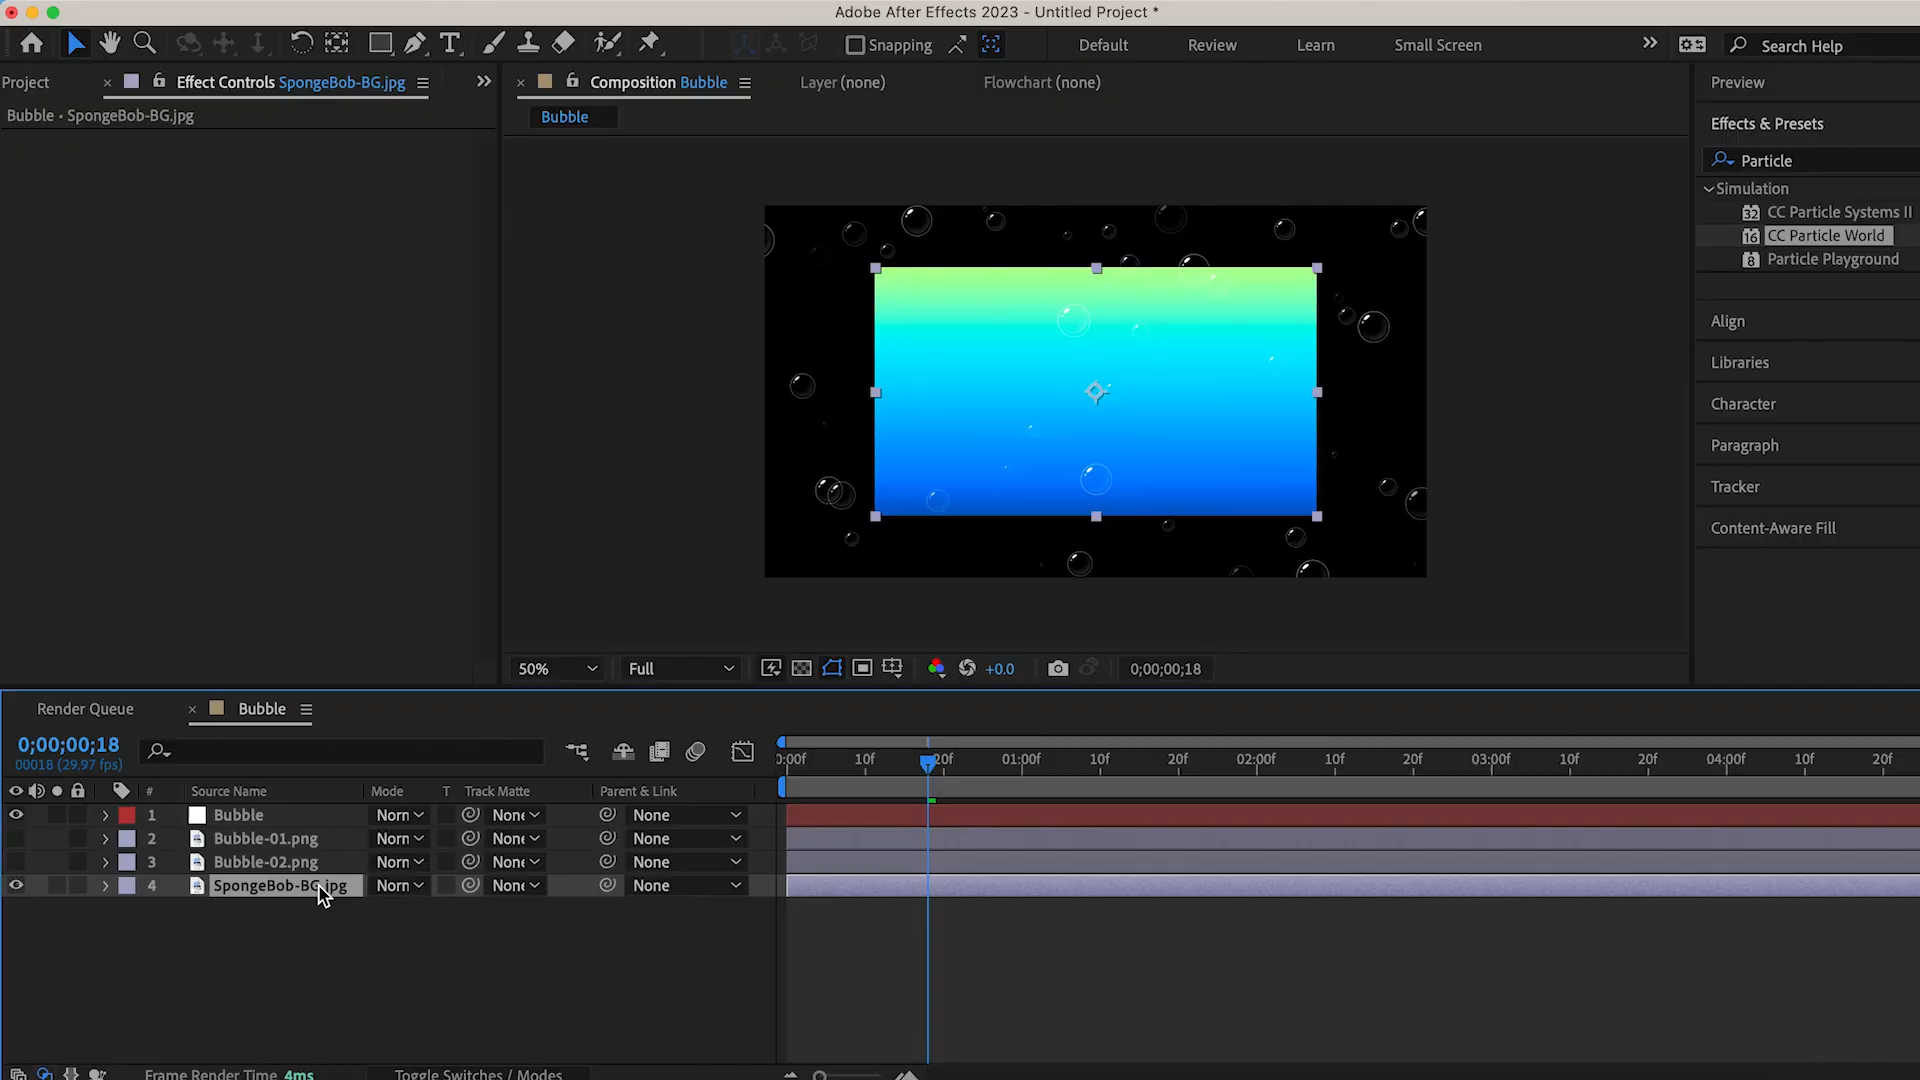 Adobe After Effects 2023 - Untitled Project *
Snapping
Default
Review
Learn
Small Screen
Search Help
Project
Effect Controls SpongeBob-BG.jpg
Composition Bubble
Layer (none)
Flowchart (none)
Preview
Bubble • SpongeBob-BG.jpg
Bubble
Effects & Presets
Particle
Simulation
32 CC Particle Systems II
16 CC Particle World
8 Particle Playground
Align
Libraries
Character
Paragraph
Tracker
Content-Aware Fill
50%
Full
+0.0
0;00;00;18
Render Queue
Bubble
0;00;00;18
00018 (29.97 fps)
0:00f 10f 20f 01:00f 10f 20f 02:00f 10f 20f 03:00f 10f 20f 04:00f 10f 20f
# Source Name Mode T Track Matte Parent & Link
1 Bubble Norn None None
2 Bubble-01.png Norn None None
3 Bubble-02.png Norn None None
4 SpongeBob-BG.jpg Norn None None
Frame Render Time 4ms
Toggle Switches / Modes